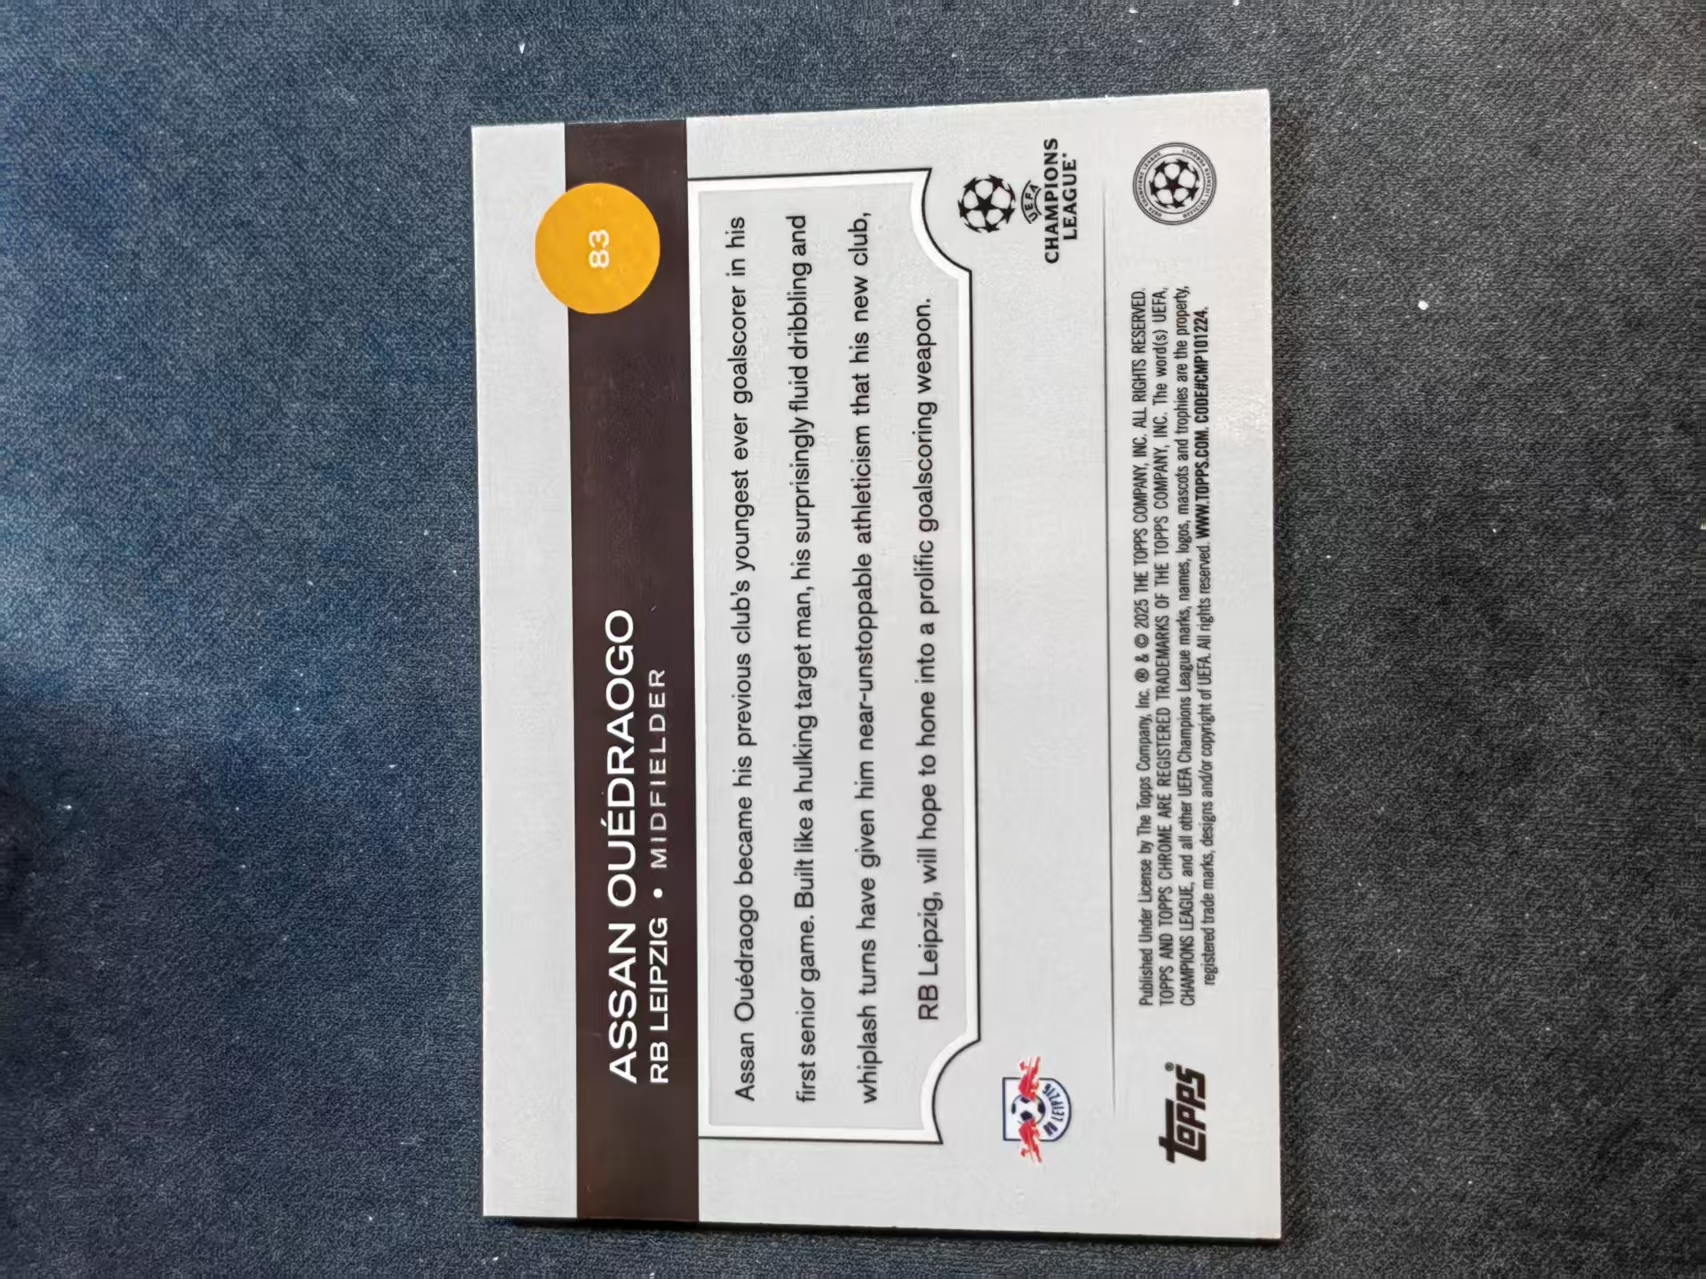 83
ASSAN OUÉDRAOGO
RB LEIPZIG • MIDFIELDER
Assan Ouédraogo became his previous club's youngest ever goalscorer in his
first senior game. Built like a hulking target man, his surprisingly fluid dribbling and
whiplash turns have given him near-unstoppable athleticism that his new club,
RB Leipzig, will hope to hone into a prolific goalscoring weapon.
LEIPZIG
UEFA
CHAMPIONS
LEAGUE
topps®
Published Under License by The Topps Company, Inc. ® & © 2025 THE TOPPS COMPANY, INC. ALL RIGHTS RESERVED.
TOPPS AND TOPPS CHROME ARE REGISTERED TRADEMARKS OF THE TOPPS COMPANY, INC. The word(s) UEFA,
CHAMPIONS LEAGUE, and all other UEFA Champions League marks, names, logos, mascots and trophies are the property,
registered trade marks, designs and/or copyright of UEFA. All rights reserved. WWW.TOPPS.COM. CODE#CMP101224.